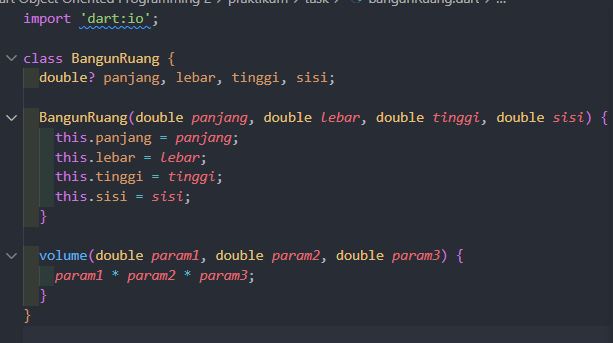 Object Oriented Programming 2 > praktikum > task > bangunRuang.dart > ...
import 'dart:io';
class BangunRuang {
double? panjang, lebar, tinggi, sisi;
BangunRuang(double panjang, double lebar, double tinggi, double sisi) {
this.panjang = panjang;
this.lebar = lebar;
this.tinggi = tinggi;
this.sisi = sisi;
}
volume(double param1, double param2, double param3) {
param1 * param2 * param3;
}
}